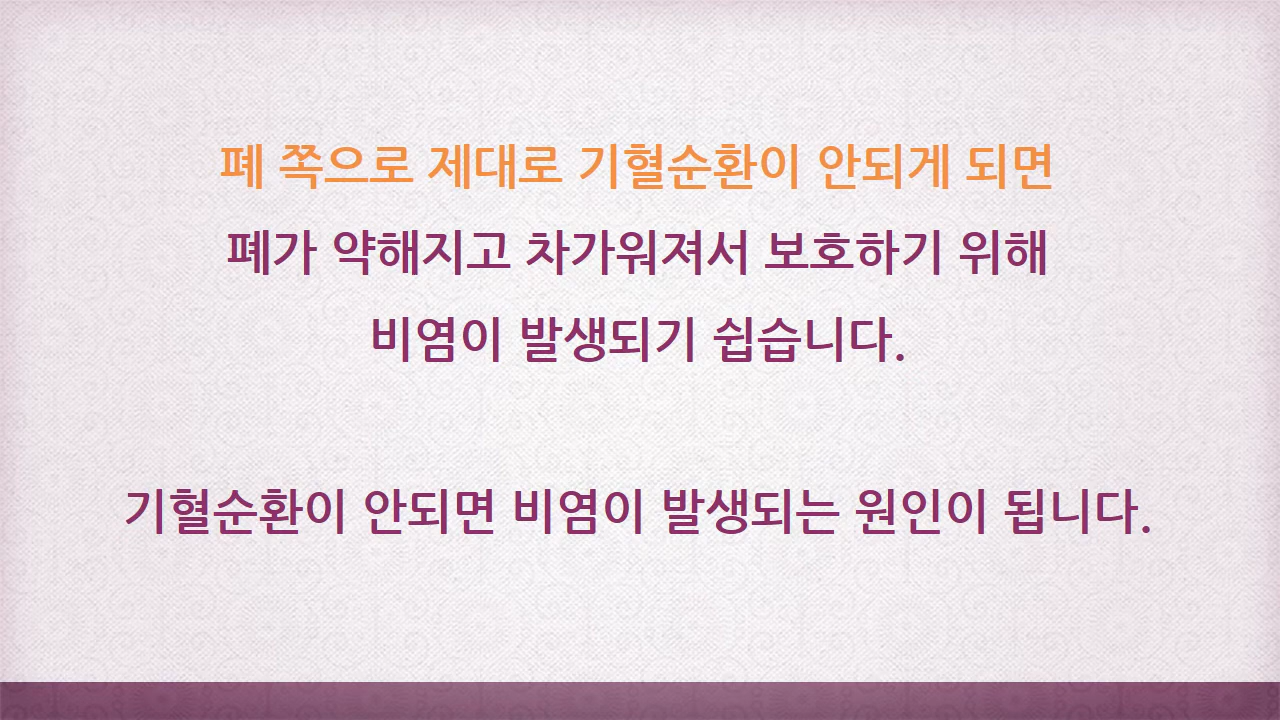 폐 쪽으로 제대로 기혈순환이 안되게 되면
폐가 약해지고 차가워져서 보호하기 위해
비염이 발생되기 쉽습니다.
기혈순환이 안되면 비염이 발생되는 원인이 됩니다.